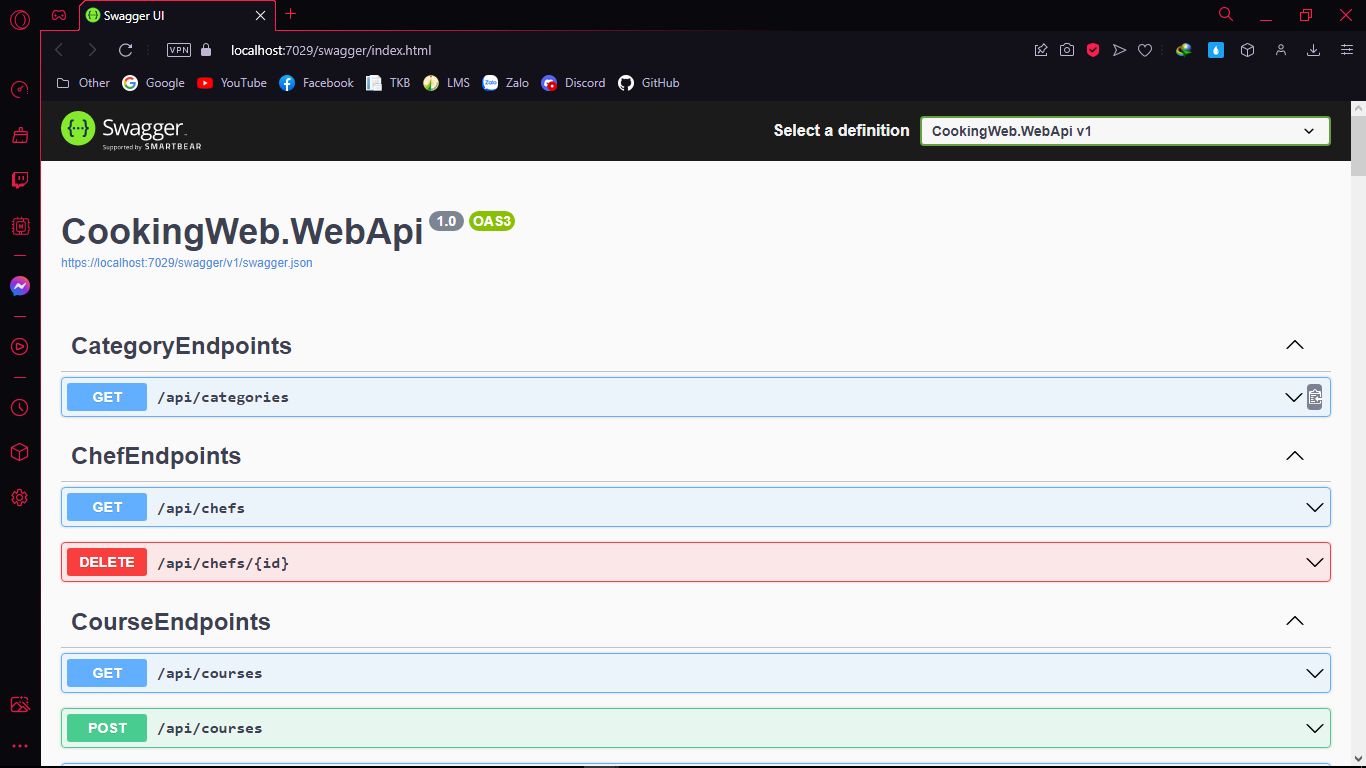 Swagger UI
VPN
localhost:7029/swagger/index.html
Other
Google
YouTube
Facebook
TKB
LMS
Zalo
Zalo
Discord
GitHub
Swagger
Supported by SMARTBEAR
Select a definition
CookingWeb.WebApi v1
CookingWeb.WebApi 1.0 OAS3
https://localhost:7029/swagger/v1/swagger.json
CategoryEndpoints
GET /api/categories
ChefEndpoints
GET /api/chefs
DELETE /api/chefs/{id}
CourseEndpoints
GET /api/courses
POST /api/courses